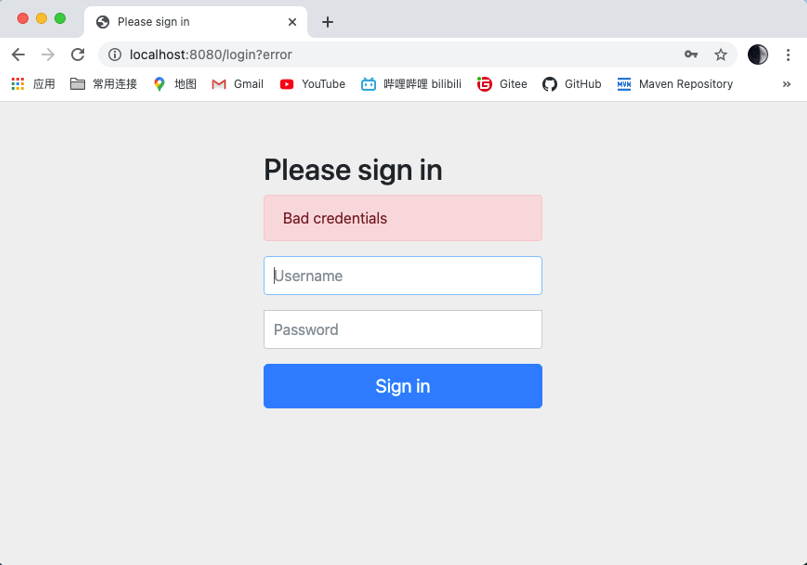 Please sign in
localhost:8080/login?error
应用 常用连接 地图 Gmail YouTube 哔哩哔哩 bilibili Gitee GitHub MVN Maven Repository »
Please sign in
Bad credentials
Username
Password
Sign in